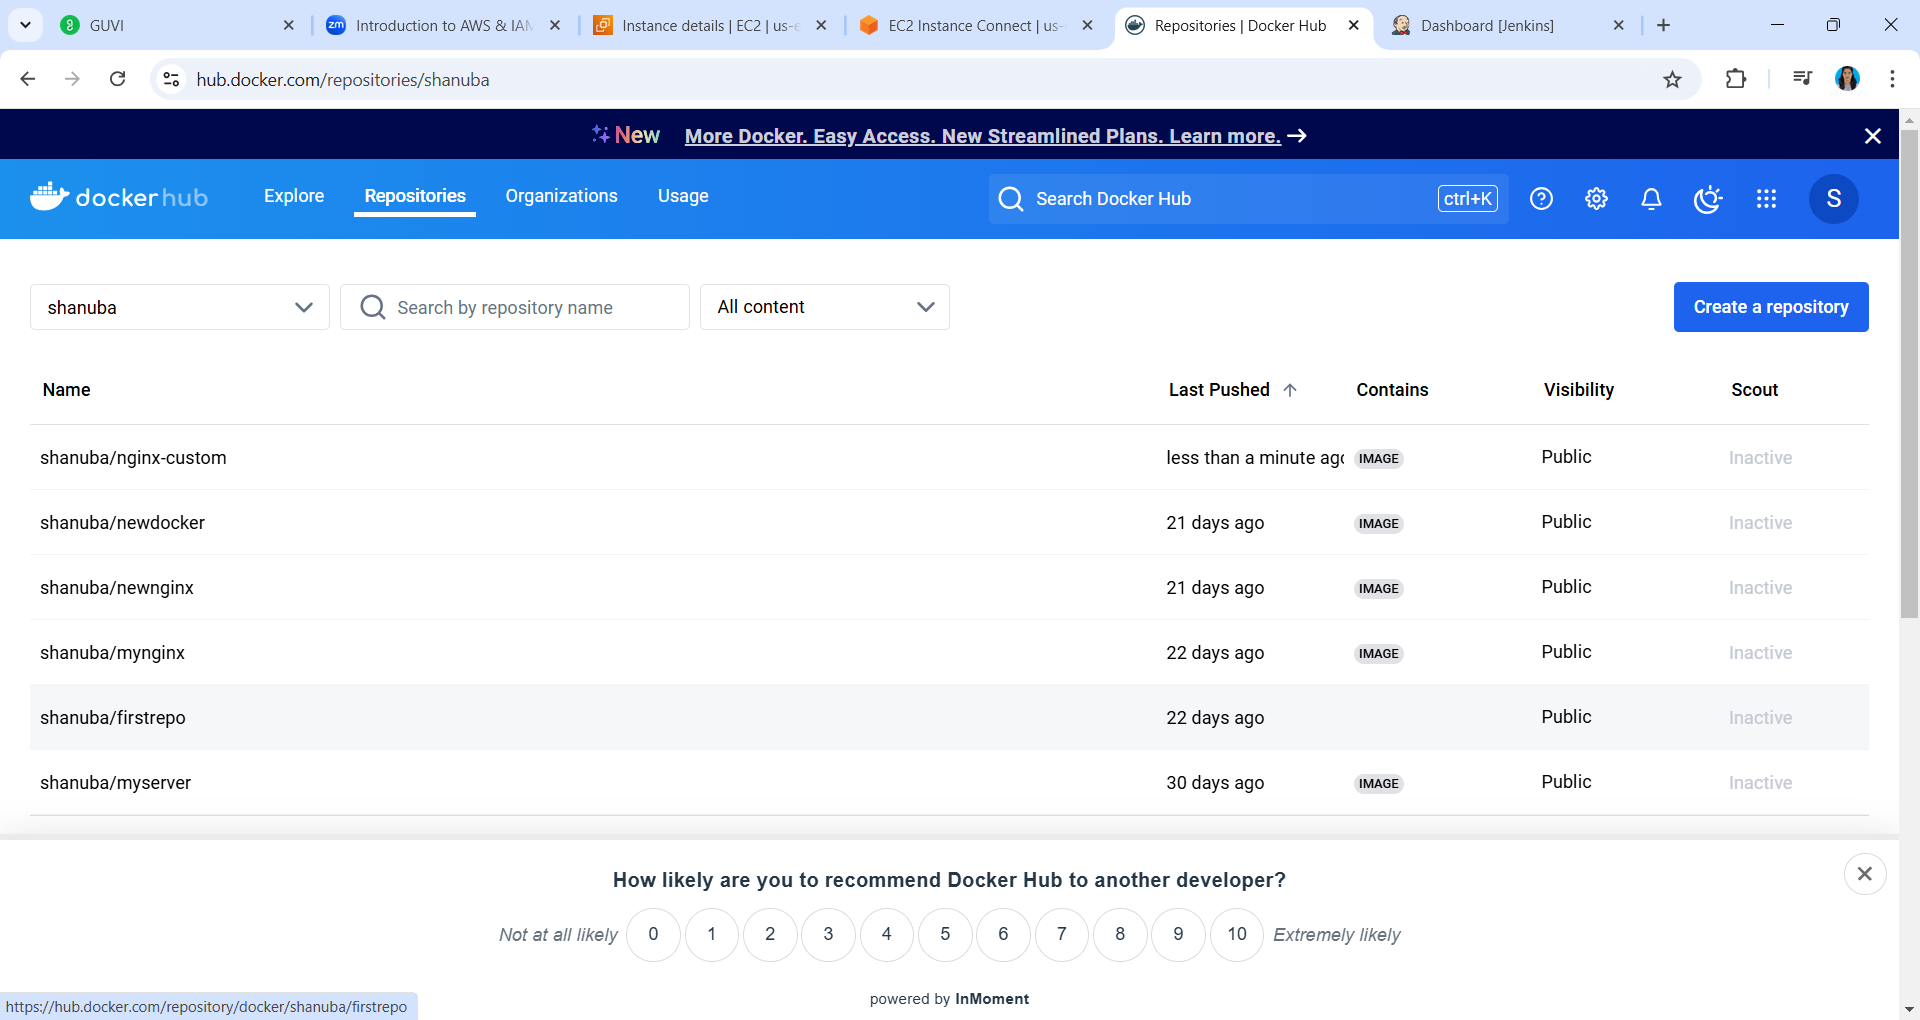 GUVI
zm Introduction to AWS & IAM
Instance details | EC2 | us-e
EC2 Instance Connect | us-
Repositories | Docker Hub
Dashboard [Jenkins]
hub.docker.com/repositories/shanuba
New More Docker. Easy Access. New Streamlined Plans. Learn more. →
dockerhub Explore Repositories Organizations Usage Search Docker Hub ctrl+K S
shanuba Search by repository name All content Create a repository
Name Last Pushed Contains Visibility Scout
shanuba/nginx-custom less than a minute ago IMAGE Public Inactive
shanuba/newdocker 21 days ago IMAGE Public Inactive
shanuba/newnginx 21 days ago IMAGE Public Inactive
shanuba/mynginx 22 days ago IMAGE Public Inactive
shanuba/firstrepo 22 days ago Public Inactive
shanuba/myserver 30 days ago IMAGE Public Inactive
How likely are you to recommend Docker Hub to another developer?
Not at all likely 0 1 2 3 4 5 6 7 8 9 10 Extremely likely
powered by InMoment
https://hub.docker.com/repository/docker/shanuba/firstrepo